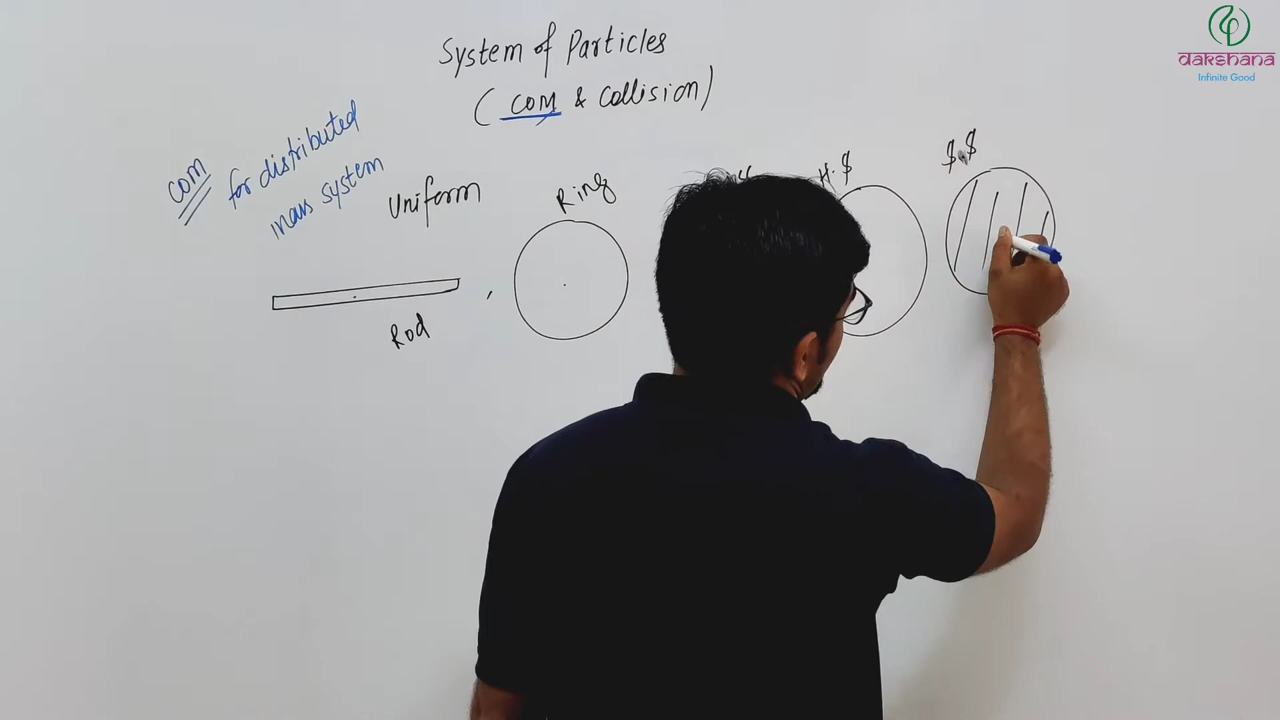 System of Particles
(COM & Collision)
COM for distributed
mass system
Uniform
Ring
H.S
S.S
Rod
dakshana
Infinite Good